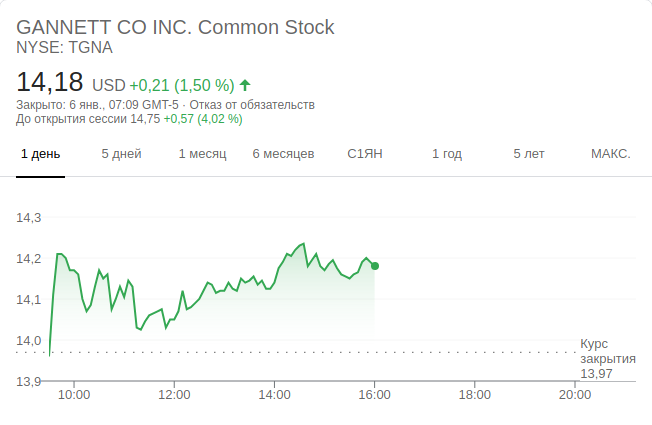 GANNETT CO INC. Common Stock
NYSE: TGNA
14,18 USD +0,21 (1,50 %)
Закрыто: 6 янв., 07:09 GMT-5 · Отказ от обязательств
До открытия сессии 14,75 +0,57 (4,02 %)
1 день 5 дней 1 месяц 6 месяцев С1ЯН 1 год 5 лет МАКС.
14,3
14,2
14,1
14,0
Курс
закрытия
13,97
13,9
10:00 12:00 14:00 16:00 18:00 20:00